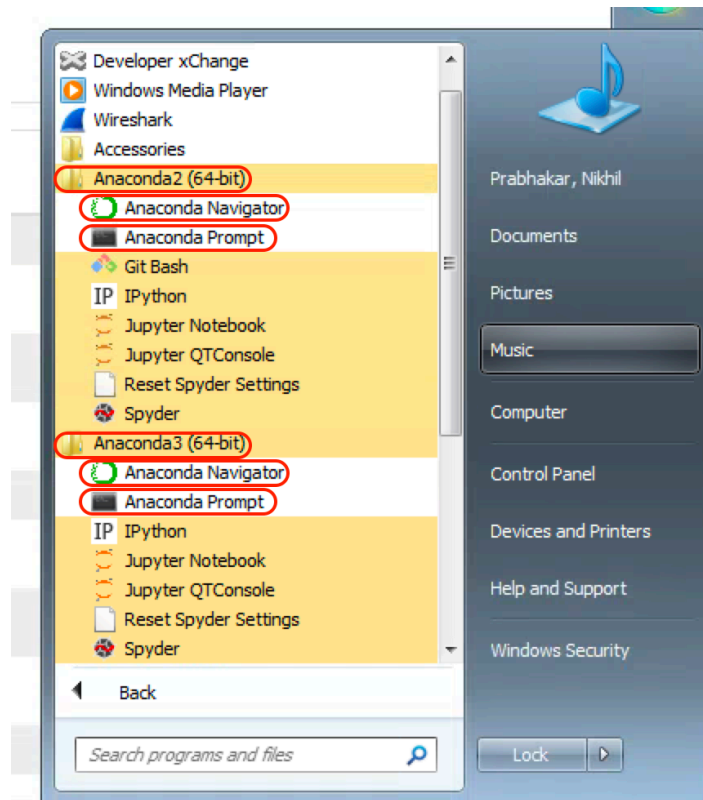 Developer xChange
Windows Media Player
Wireshark
Accessories
Anaconda2 (64-bit)
Anaconda Navigator
Anaconda Prompt
Git Bash
IP IPython
Jupyter Notebook
Jupyter QTConsole
Reset Spyder Settings
Spyder
Anaconda3 (64-bit)
Anaconda Navigator
Anaconda Prompt
IP IPython
Jupyter Notebook
Jupyter QTConsole
Reset Spyder Settings
Spyder
Back
Search programs and files
Prabhakar, Nikhil
Documents
Pictures
Music
Computer
Control Panel
Devices and Printers
Help and Support
Windows Security
Lock